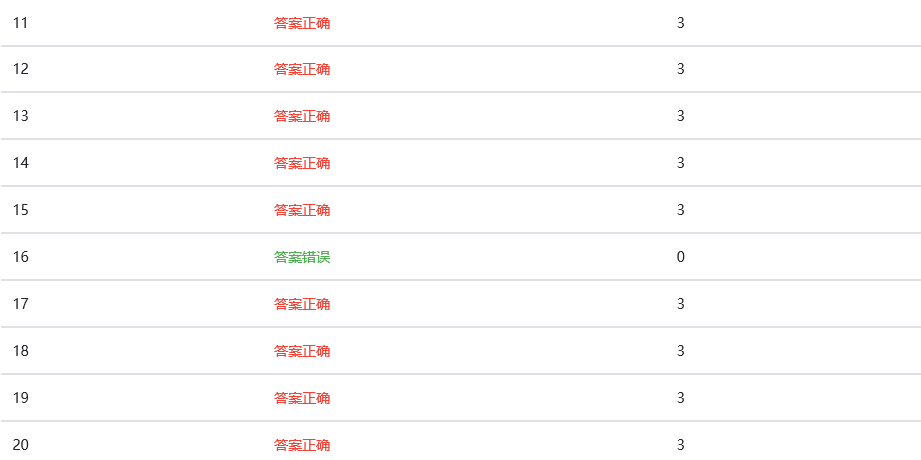 11 答案正确 3
12 答案正确 3
13 答案正确 3
14 答案正确 3
15 答案正确 3
16 答案错误 0
17 答案正确 3
18 答案正确 3
19 答案正确 3
20 答案正确 3